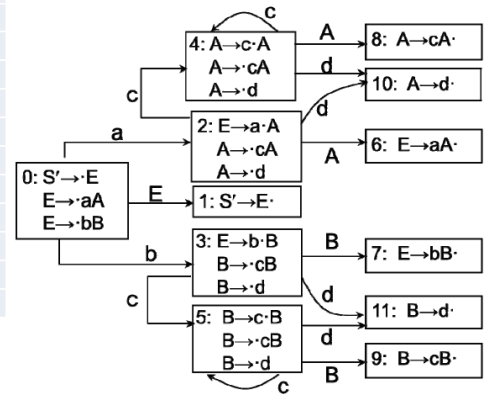 c
4: A→c·A
A→·cA
A→·d
A
8: A→cA·
d
10: A→d·
c
d
a
2: E→a·A
A→·cA
A→·d
A
6: E→aA·
0: S′→·E
E→·aA
E→·bB
E
1: S′→E·
b
3: E→b·B
B→·cB
B→·d
B
7: E→bB·
c
d
11: B→d·
5: B→c·B
B→·cB
B→·d
d
B
9: B→cB·
c